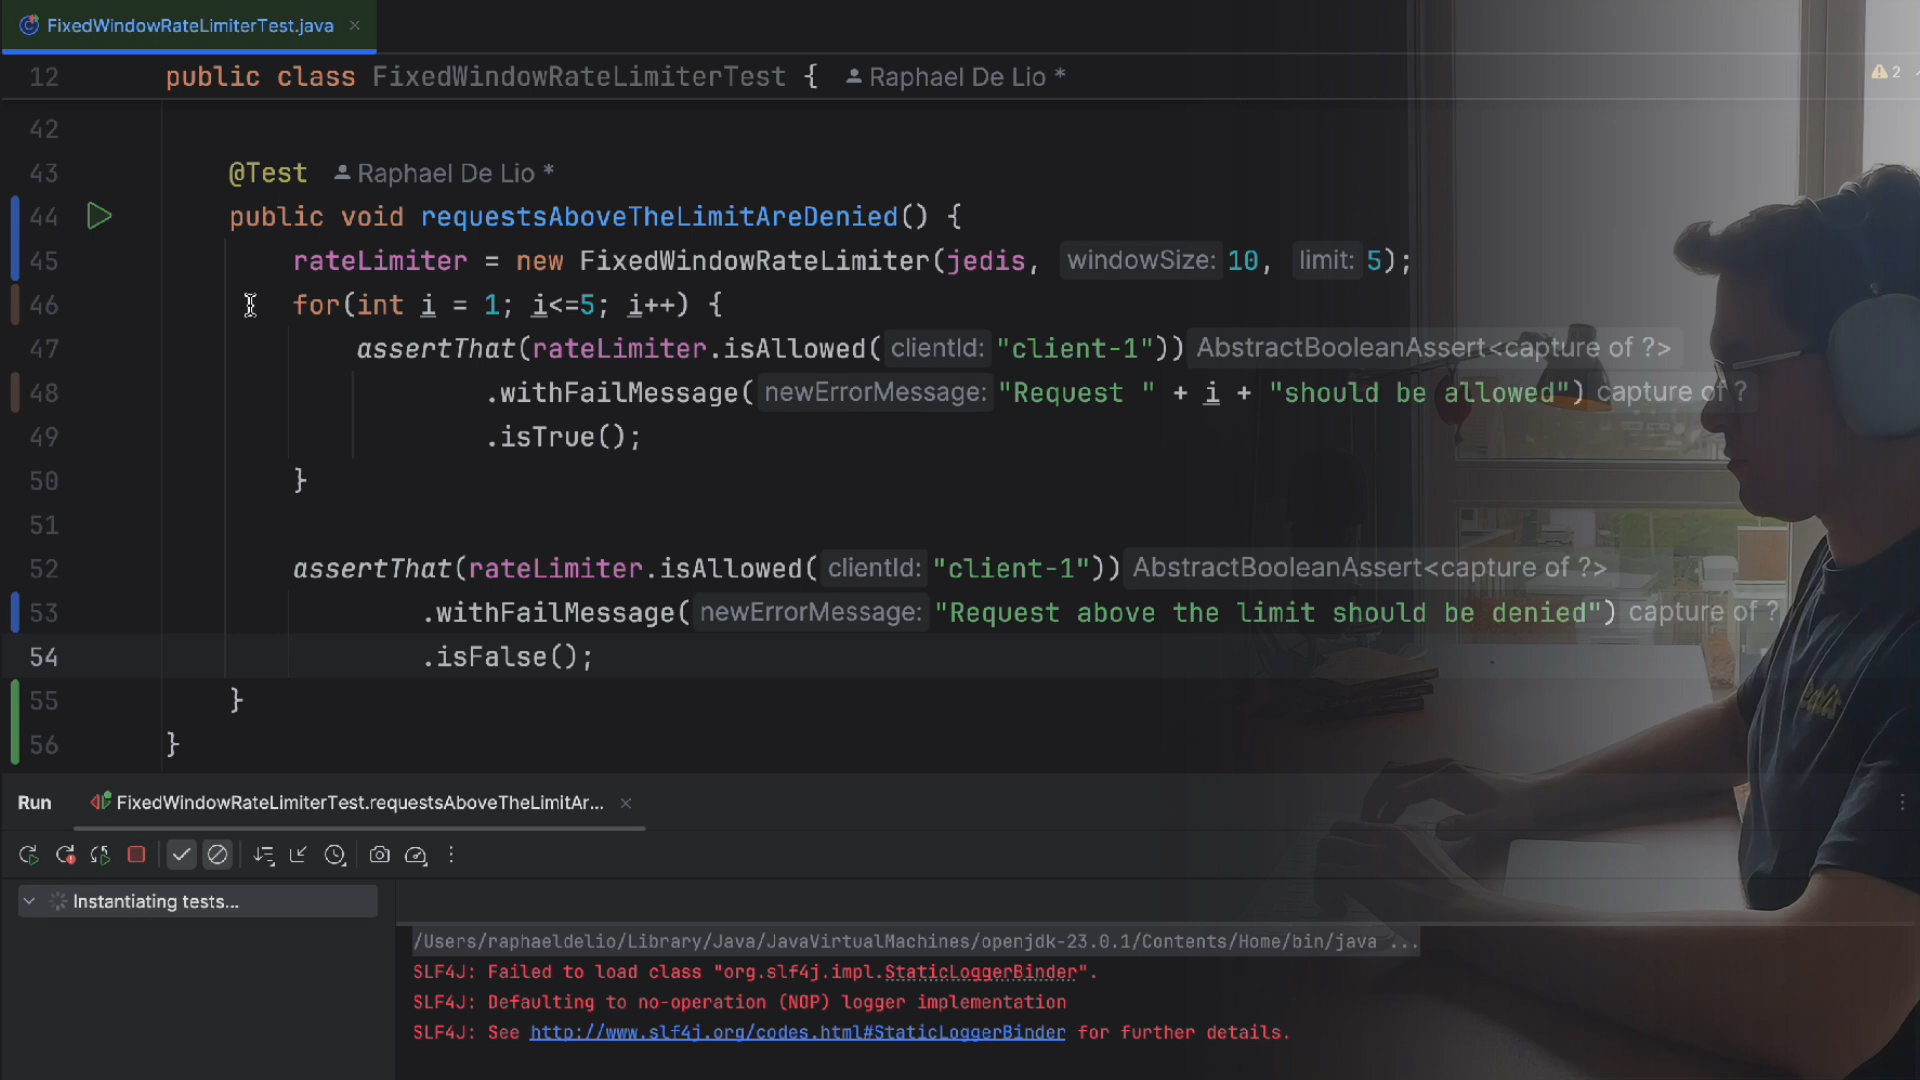 FixedWindowRateLimiterTest.java
12 public class FixedWindowRateLimiterTest { Raphael De Lio *
2
42
43 @Test Raphael De Lio *
44 public void requestsAboveTheLimitAreDenied() {
45 rateLimiter = new FixedWindowRateLimiter(jedis, windowSize: 10, limit: 5);
46 for(int i = 1; i<=5; i++) {
47 assertThat(rateLimiter.isAllowed( clientId: "client-1")) AbstractBooleanAssert<capture of ?>
48 .withFailMessage( newErrorMessage: "Request " + i + "should be allowed") capture of ?
49 .isTrue();
50 }
51
52 assertThat(rateLimiter.isAllowed( clientId: "client-1")) AbstractBooleanAssert<capture of ?>
53 .withFailMessage( newErrorMessage: "Request above the limit should be denied") capture of ?
54 .isFalse();
55 }
56 }
Run FixedWindowRateLimiterTest.requestsAboveTheLimitAr...
Instantiating tests...
/Users/raphaeldelio/Library/Java/JavaVirtualMachines/openjdk-23.0.1/Contents/Home/bin/java ...
SLF4J: Failed to load class "org.slf4j.impl.StaticLoggerBinder".
SLF4J: Defaulting to no-operation (NOP) logger implementation
SLF4J: See http://www.slf4j.org/codes.html#StaticLoggerBinder for further details.